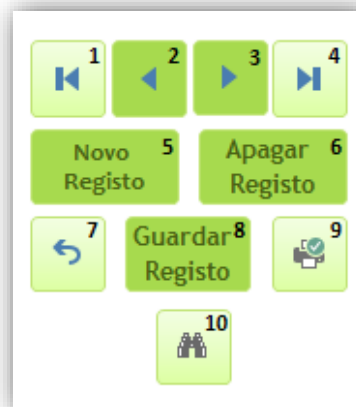 1 2 3 4
Novo 5 Apagar 6
Registo Registo
7 Guardar 8 9
Registo
10